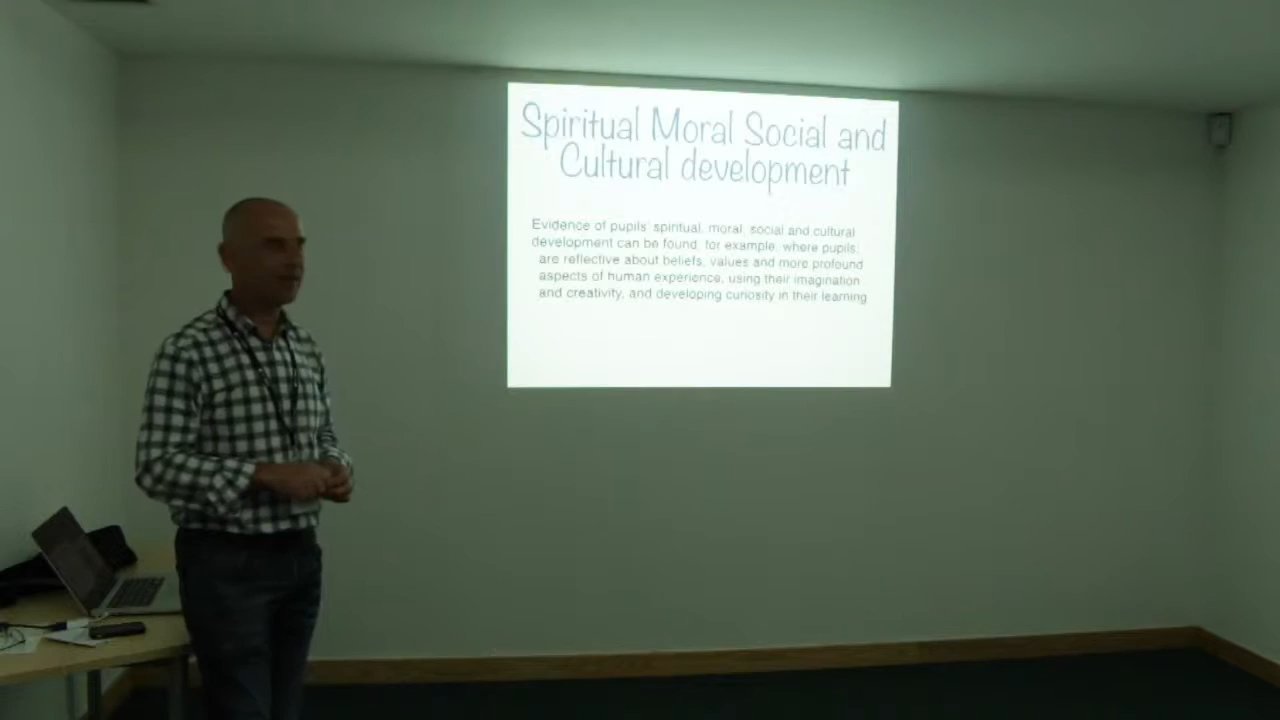 Spiritual Moral Social and
Cultural development
Evidence of pupils' spiritual, moral, social and cultural
development can be found, for example, where pupils:
are reflective about beliefs, values and more profound
aspects of human experience, using their imagination
and creativity, and developing curiosity in their learning